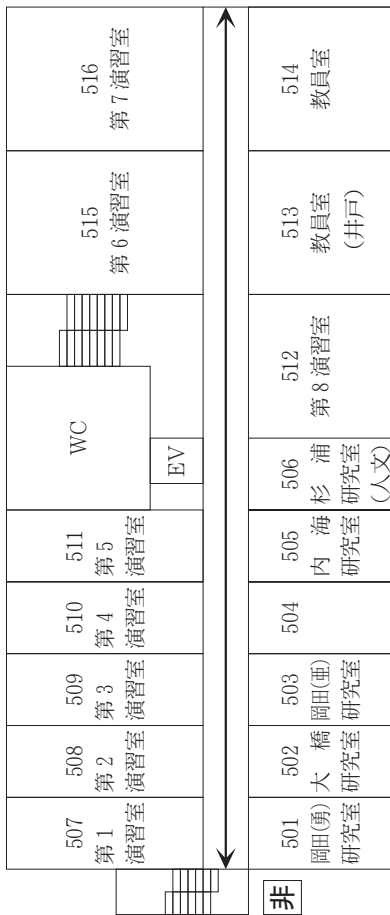 516
第7演習室
515
第6演習室
WC
EV
511
第5
演習室
510
第4
演習室
509
第3
演習室
508
第2
演習室
507
第1
演習室
514
教員室
513
教員室
(井戸)
512
第8演習室
506
杉浦
研究室
(人文)
505
内海
研究室
504
503
岡田(亜)
研究室
502
大橋
研究室
501
岡田(勇)
研究室
非